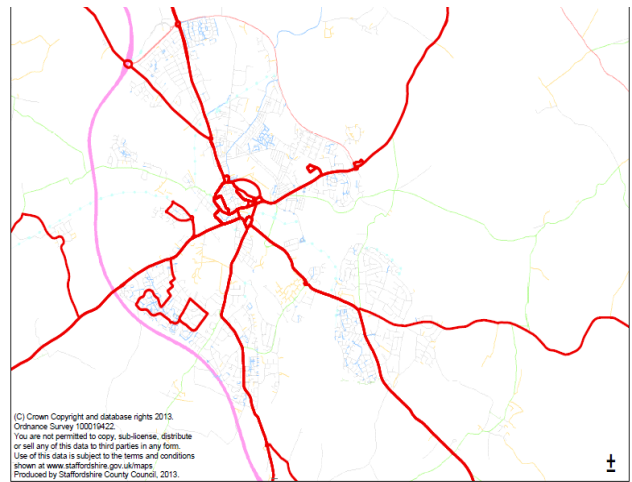 (C) Crown Copyright and database rights 2013.
Ordnance Survey 100019422.
You are not permitted to copy, sub-license, distribute
or sell any of this data to third parties in any form.
Use of this data is subject to the terms and conditions
shown at www.staffordshire.gov.uk/maps
Produced by Staffordshire County Council, 2013.